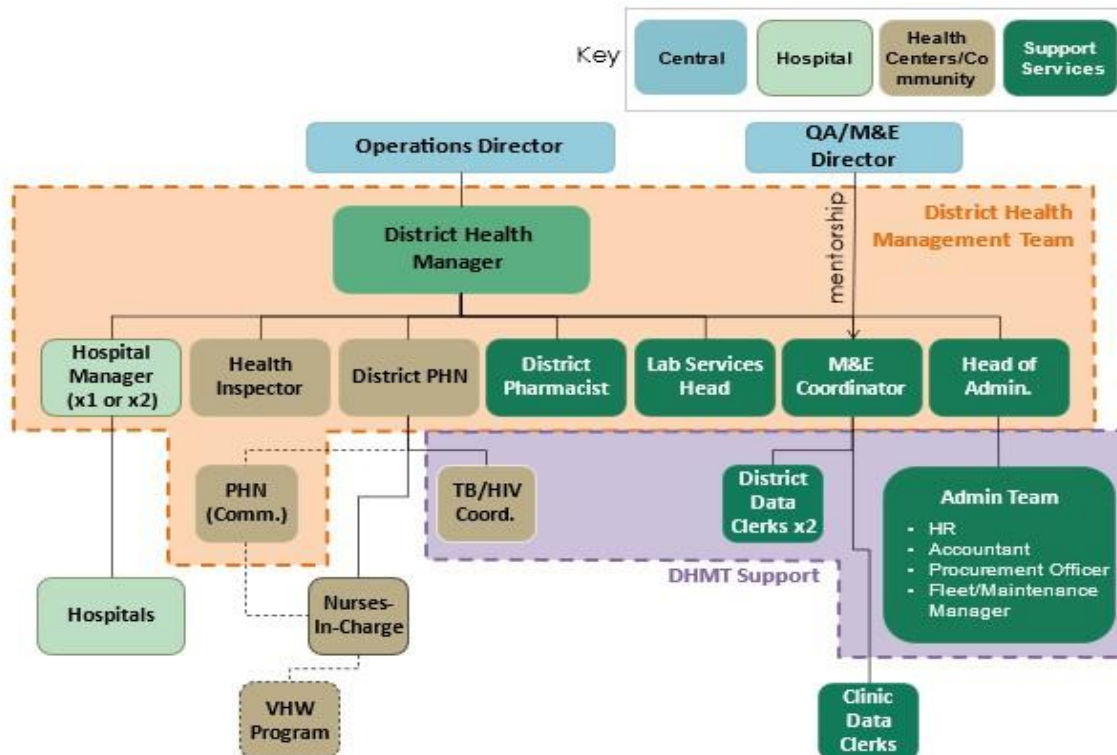 Key
Central
Hospital
Health
Centers/Co
mmunity
Support
Services
Operations Director
QA/M&E
Director
mentorship
District Health
Management Team
District Health
Manager
Hospital
Manager
(x1 or x2)
Health
Inspector
District PHN
District
Pharmacist
Lab Services
Head
M&E
Coordinator
Head of
Admin.
PHN
(Comm.)
TB/HIV
Coord.
District
Data
Clerks x2
Admin Team
- HR
- Accountant
- Procurement Officer
- Fleet/Maintenance
Manager
DHMT Support
Hospitals
Nurses-
In-Charge
VHW
Program
Clinic
Data
Clerks